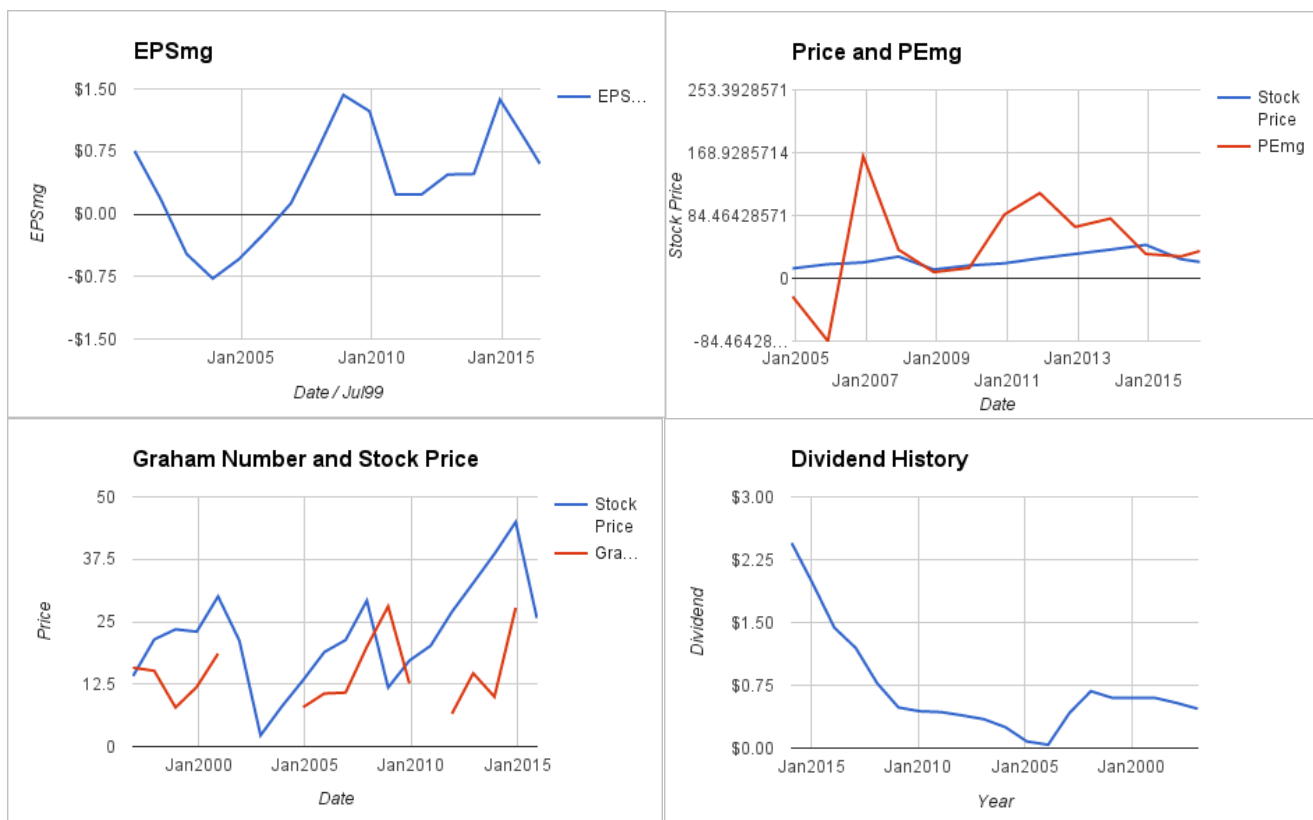 EPSmg
$1.50
$0.75
$0.00
-$0.75
-$1.50
EPSmg
Jan2005
Jan2010
Jan2015
Date / Jul99
EPS...
Price and PEmg
253.3928571
168.9285714
84.46428571
0
-84.46428...
Stock Price
Jan2005
Jan2009
Jan2013
Jan2007
Jan2011
Jan2015
Date
Stock
Price
PEmg
Graham Number and Stock Price
50
37.5
25
12.5
0
Price
Jan2000
Jan2005
Jan2010
Jan2015
Date
Stock
Price
Gra...
Dividend History
$3.00
$2.25
$1.50
$0.75
$0.00
Dividend
Jan2015
Jan2010
Jan2005
Jan2000
Year